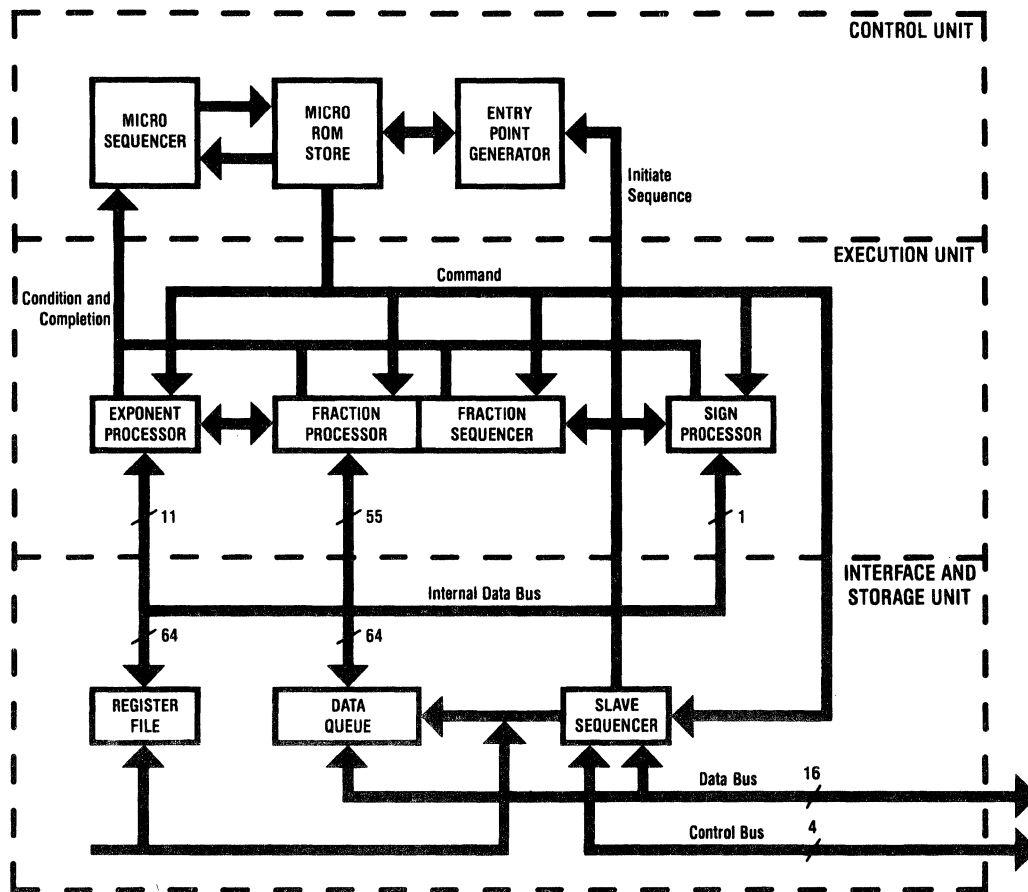 CONTROL UNIT
MICRO
SEQUENCER
MICRO
ROM
STORE
ENTRY
POINT
GENERATOR
Initiate
Sequence
EXECUTION UNIT
Command
Condition and
Completion
EXPONENT
PROCESSOR
FRACTION
PROCESSOR
FRACTION
SEQUENCER
SIGN
PROCESSOR
11
55
1
INTERFACE AND
STORAGE UNIT
Internal Data Bus
64
64
REGISTER
FILE
DATA
QUEUE
SLAVE
SEQUENCER
Data Bus
16
Control Bus
4